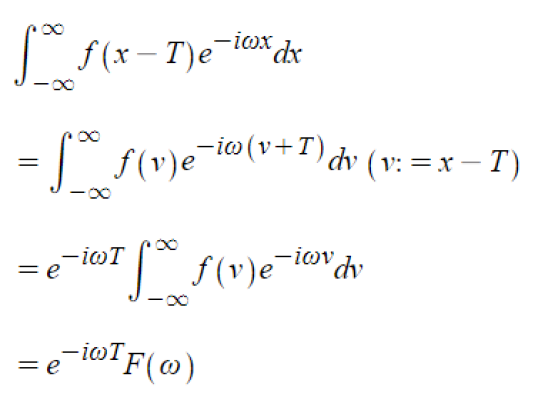 ∫_{-∞}^{∞} f(x − T)e^{−iωx}dx
= ∫_{-∞}^{∞} f(v)e^{−iω(v+T)}dv (v: = x − T)
= e^{−iωT} ∫_{-∞}^{∞} f(v)e^{−iωv}dv
= e^{−iωT}F(ω)